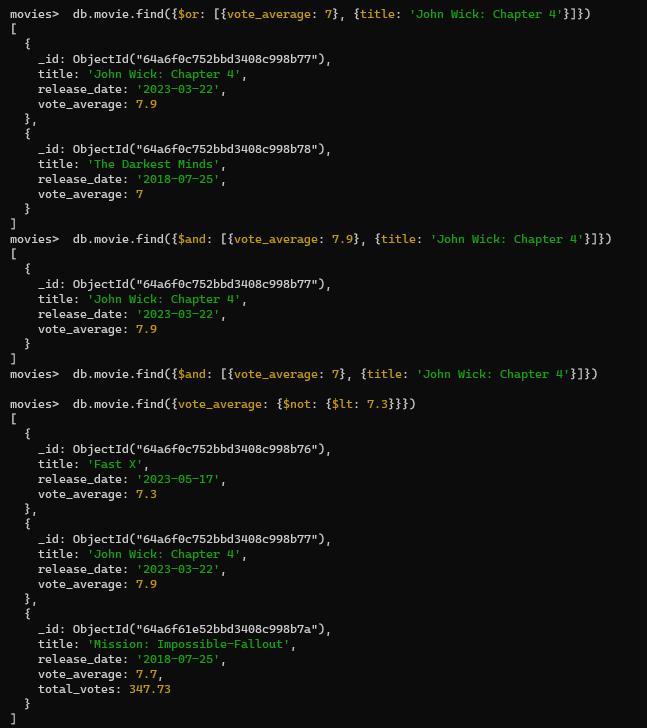 movies>  db.movie.find({$or: [{vote_average: 7}, {title: 'John Wick: Chapter 4'}]})
[
  {
    _id: ObjectId("64a6f0c752bbd3408c998b77"),
    title: 'John Wick: Chapter 4',
    release_date: '2023-03-22',
    vote_average: 7.9
  },
  {
    _id: ObjectId("64a6f0c752bbd3408c998b78"),
    title: 'The Darkest Minds',
    release_date: '2018-07-25',
    vote_average: 7
  }
]
movies>  db.movie.find({$and: [{vote_average: 7.9}, {title: 'John Wick: Chapter 4'}]})
[
  {
    _id: ObjectId("64a6f0c752bbd3408c998b77"),
    title: 'John Wick: Chapter 4',
    release_date: '2023-03-22',
    vote_average: 7.9
  }
]
movies>  db.movie.find({$and: [{vote_average: 7}, {title: 'John Wick: Chapter 4'}]})

movies>  db.movie.find({vote_average: {$not: {$lt: 7.3}}})
[
  {
    _id: ObjectId("64a6f0c752bbd3408c998b76"),
    title: 'Fast X',
    release_date: '2023-05-17',
    vote_average: 7.3
  },
  {
    _id: ObjectId("64a6f0c752bbd3408c998b77"),
    title: 'John Wick: Chapter 4',
    release_date: '2023-03-22',
    vote_average: 7.9
  },
  {
    _id: ObjectId("64a6f61e52bbd3408c998b7a"),
    title: 'Mission: Impossible-Fallout',
    release_date: '2018-07-25',
    vote_average: 7.7,
    total_votes: 347.73
  }
]